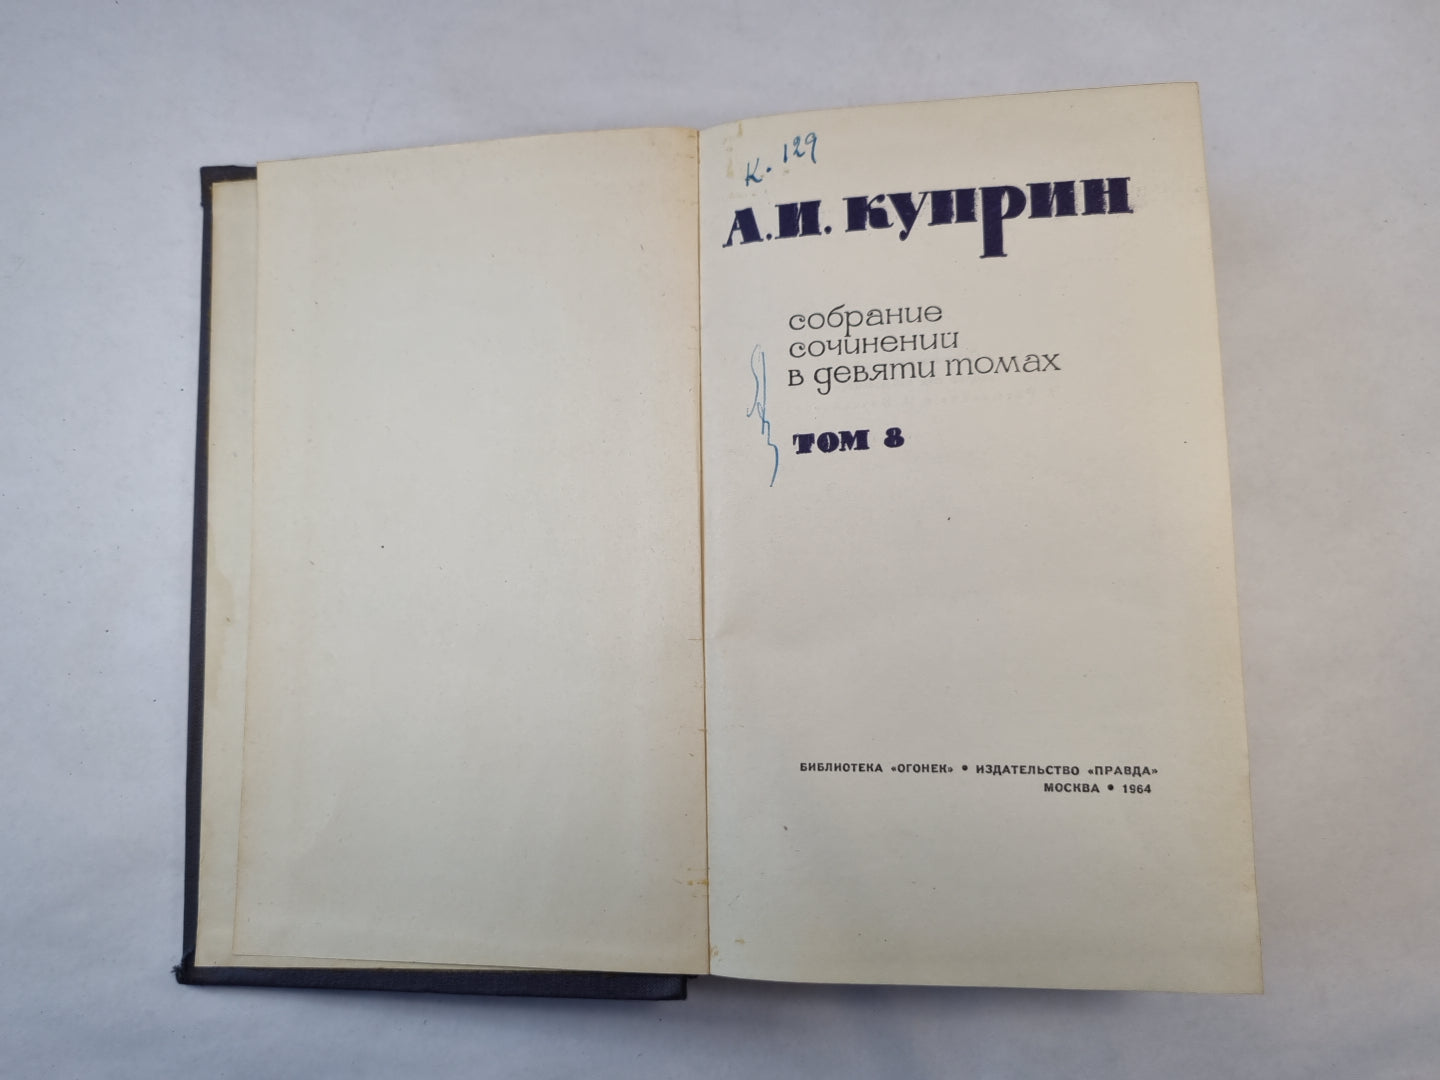 к. 129
А. И. Куприн
собрание
сочинений
в девяти томах
том 8
БИБЛИОТЕКА «ОГОНЕК» • ИЗДАТЕЛЬСТВО «ПРАВДА»
МОСКВА • 1964